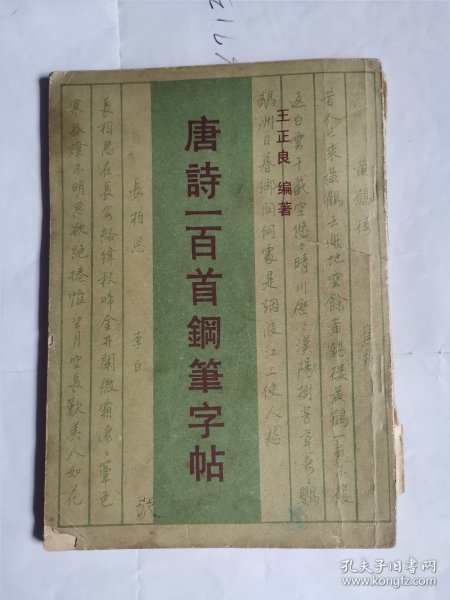 唐詩一百首鋼筆字帖
王正良 编著
黄鶴樓
崔顥
昔人已乘黄鶴去此地空餘黄鶴樓黄鶴一去不復
返白雲千載空悠悠晴川歷歷漢陽樹芳草萋萋鸚
鵡洲日暮鄉関何處是烟波江上使人愁
長相思
李白
長相思在長安絡緯秋啼金井闌微霜淒淒簟色
寒孤燈不明思欲絕捲帷望月空長歎美人如花
孔夫子旧书网
www.kongfz.com